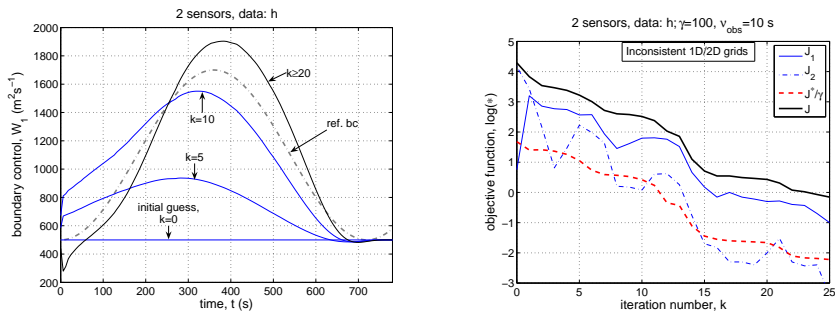 2 sensors, data: h
boundary control, W₁ (m²s⁻¹)
2000
1800
1600
1400
1200
1000
800
600
400
200
k≥20
ref. bc
k=10
k=5
initial guess,
k=0
0 100 200 300 400 500 600 700
time, t (s)
2 sensors, data: h; γ=100, ν_obs=10 s
objective function, log(*)
5
4
3
2
1
0
-1
-2
-3
Inconsistent 1D/2D grids
J₁
J₂
J*/γ
J
0 5 10 15 20 25
iteration number, k